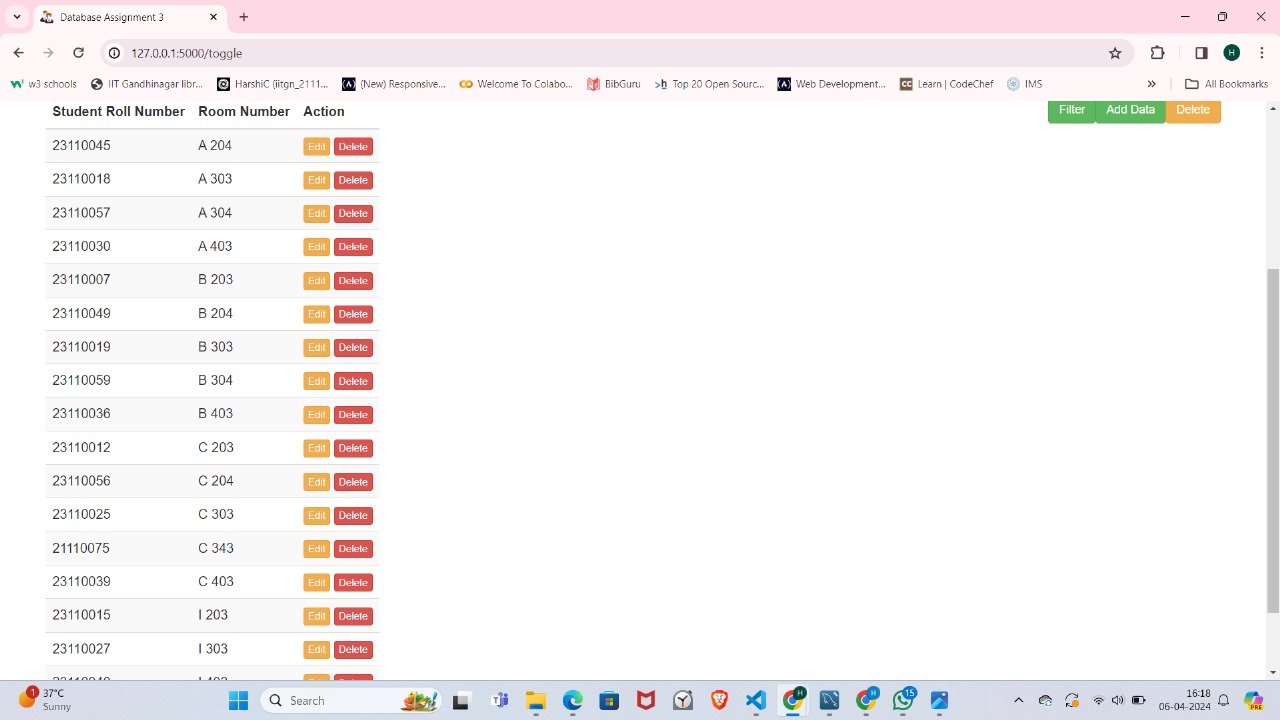 Database Assignment 3
127.0.0.1:5000/toggle
H
w3 schools IIT Gandhinagar libr... HarshiC (iitgn_2111... (New) Responsive... Welcome To Colabo... BibGuru >h Top 20 Open Sourc... Web Development... CC Learn | CodeChef IMS » All Bookmarks
Student Roll Number Room Number Action
Filter Add Data Delete
23110045 A 204 Edit Delete
23110018 A 303 Edit Delete
23110057 A 304 Edit Delete
23110030 A 403 Edit Delete
23110007 B 203 Edit Delete
23110049 B 204 Edit Delete
23110019 B 303 Edit Delete
23110059 B 304 Edit Delete
23110036 B 403 Edit Delete
23110012 C 203 Edit Delete
23110056 C 204 Edit Delete
23110025 C 303 Edit Delete
21110075 C 343 Edit Delete
23110039 C 403 Edit Delete
23110015 I 203 Edit Delete
23110027 I 303 Edit Delete
1 37°C
Sunny
Search
H
H
15
16:18
06-04-2024
PRE